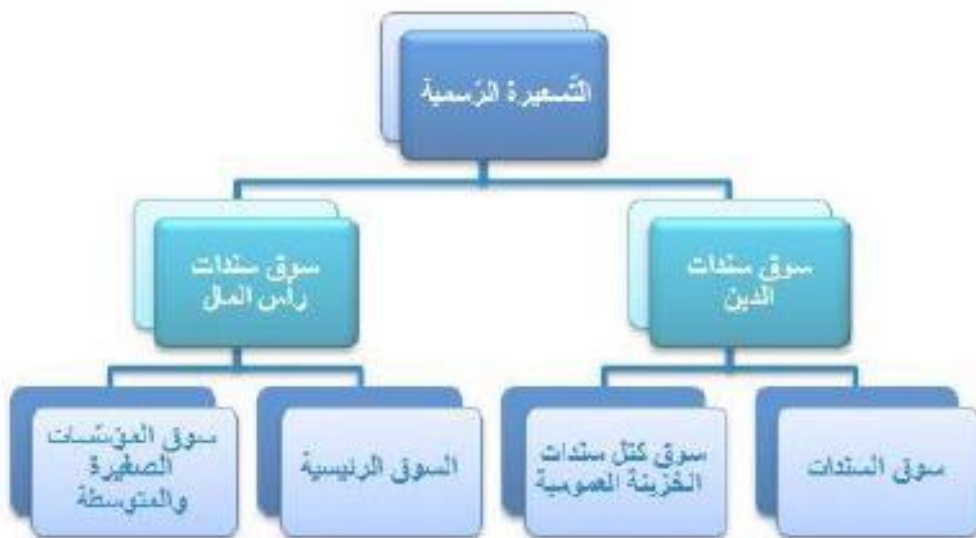 التسعيرة الرسمية
سوق سندات
الدين
سوق سندات
رأس المال
سوق السندات
سوق كتل سندات
الخزينة العمومية
السوق الرئيسية
سوق المؤسسات
الصغيرة
والمتوسطة